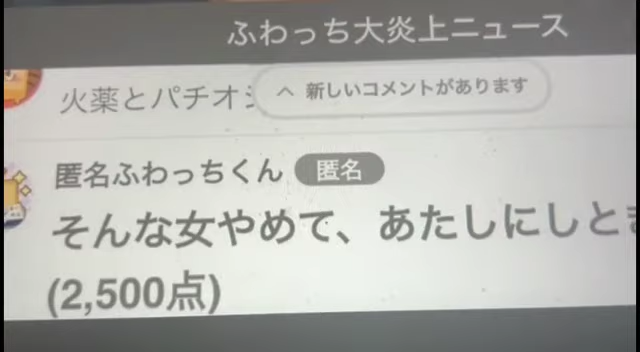 ふわっち大炎上ニュース
火薬とパチオ
へ 新しいコメントがあります
匿名ふわっちくん 匿名
そんな女やめて、あたしにしと
(2,500点)